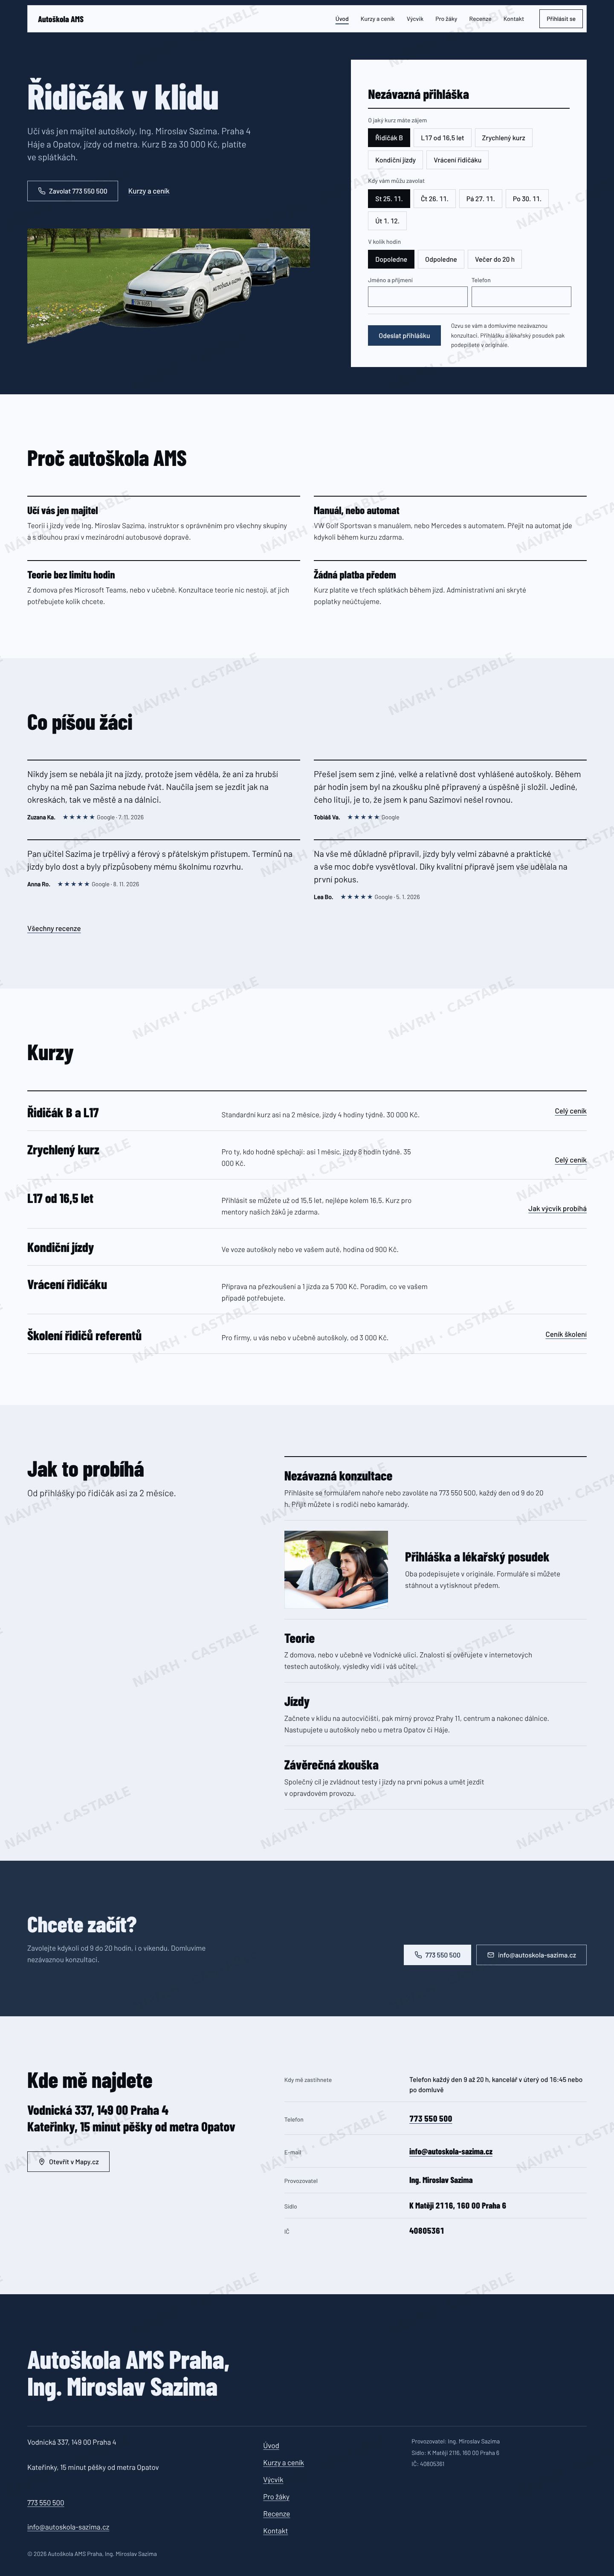 Autoškola AMS
Úvod
Kurzy a ceník
Výcvik
Pro žáky
Recenze
Kontakt
Přihlásit se
Řidičák v klidu
Učí vás jen majitel autoškoly, Ing. Miroslav Sazima. Praha 4
Háje a Opatov, jízdy od metra. Kurz B za 30 000 Kč, platíte
ve splátkách.
Zavolat 773 550 500
Kurzy a ceník
Nezávazná přihláška
O jaký kurz máte zájem
Řidičák B
L17 od 16,5 let
Zrychlený kurz
Kondiční jízdy
Vrácení řidičáku
Kdy vám můžu zavolat
St 25. 11.
Čt 26. 11.
Pá 27. 11.
Po 30. 11.
Út 1. 12.
V kolik hodin
Dopoledne
Odpoledne
Večer do 20 h
Jméno a příjmení
Telefon
Odeslat přihlášku
Ozvu se vám a domluvíme nezávaznou
konzultaci. Přihlášku a lékařský posudek pak
podepíšete v originále.
Proč autoškola AMS
Učí vás jen majitel
Teorii i jízdy vede Ing. Miroslav Sazima, instruktor s oprávněním pro všechny skupiny
a s dlouhou praxí v mezinárodní autobusové dopravě.
Manuál, nebo automat
VW Golf Sportsvan s manuálem, nebo Mercedes s automatem. Přejít na automat jde
kdykoli během kurzu zdarma.
Teorie bez limitu hodin
Z domova přes Microsoft Teams, nebo v učebně. Konzultace teorie nic nestojí, ať jich
potřebujete kolik chcete.
Žádná platba předem
Kurz platíte ve třech splátkách během jízd. Administrativní ani skryté
poplatky neúčtujeme.
Co píšou žáci
Nikdy jsem se nebála jít na jízdy, protože jsem věděla, že ani za hrubší
chyby na mě pan Sazima nebude řvát. Naučila jsem se jezdit jak na
okreskách, tak ve městě a na dálnici.
Zuzana Ka. ★★★★★ Google · 7. 11. 2026
Přešel jsem sem z jiné, velké a relativně dost vyhlášené autoškoly. Během
pár hodin jsem byl na zkoušku plně připravený a úspěšně ji složil. Jediné,
čeho lituji, je to, že jsem k panu Sazimovi nešel rovnou.
Tobiáš Va. ★★★★★ Google
Pan učitel Sazima je trpělivý a férový s přátelským přístupem. Termínů na
jízdy bylo dost a byly přizpůsobeny mému školnímu rozvrhu.
Anna Ro. ★★★★★ Google · 8. 11. 2026
Na vše mě důkladně připravil, jízdy byly velmi zábavné a praktické
a vše moc dobře vysvětloval. Díky kvalitní přípravě jsem vše udělala na
první pokus.
Lea Bo. ★★★★★ Google · 5. 1. 2026
Všechny recenze
Kurzy
Řidičák B a L17
Standardní kurz asi na 2 měsíce, jízdy 4 hodiny týdně. 30 000 Kč.
Celý ceník
Zrychlený kurz
Pro ty, kdo hodně spěchají: asi 1 měsíc, jízdy 8 hodin týdně. 35
000 Kč.
Celý ceník
L17 od 16,5 let
Přihlásit se můžete už od 15,5 let, nejlépe kolem 16,5. Kurz pro
mentory našich žáků je zdarma.
Jak výcvik probíhá
Kondiční jízdy
Ve voze autoškoly nebo ve vašem autě, hodina od 900 Kč.
Vrácení řidičáku
Příprava na přezkoušení a 1 jízda za 5 700 Kč. Poradím, co ve vašem
případě potřebujete.
Školení řidičů referentů
Pro firmy, u vás nebo v učebně autoškoly, od 3 000 Kč.
Ceník školení
Jak to probíhá
Od přihlášky po řidičák asi za 2 měsíce.
Nezávazná konzultace
Přihlásíte se formulářem nahoře nebo zavoláte na 773 550 500, každý den od 9 do 20
h. Přijít můžete i s rodiči nebo kamarády.
Přihláška a lékařský posudek
Oba podepisujete v originále. Formuláře si můžete
stáhnout a vytisknout předem.
Teorie
Z domova, nebo v učebně ve Vodnické ulici. Znalosti si ověřujete v internetových
testech autoškoly, výsledky vidí i váš učitel.
Jízdy
Začnete v klidu na autocvičišti, pak mírný provoz Prahy 11, centrum a nakonec dálnice.
Nastupujete u autoškoly nebo u metra Opatov či Háje.
Závěrečná zkouška
Společný cíl je zvládnout testy i jízdy na první pokus a umět jezdit
v opravdovém provozu.
Chcete začít?
Zavolejte kdykoli od 9 do 20 hodin, i o víkendu. Domluvíme
nezávaznou konzultaci.
773 550 500
info@autoskola-sazima.cz
Kde mě najdete
Vodnická 337, 149 00 Praha 4
Kateřinky, 15 minut pěšky od metra Opatov
Otevřít v Mapy.cz
Kdy mě zastihnete
Telefon každý den 9 až 20 h, kancelář v úterý od 16:45 nebo
po domluvě
Telefon
773 550 500
E-mail
info@autoskola-sazima.cz
Provozovatel
Ing. Miroslav Sazima
Sídlo
K Matěji 2116, 160 00 Praha 6
IČ
40805361
Autoškola AMS Praha,
Ing. Miroslav Sazima
Vodnická 337, 149 00 Praha 4
Kateřinky, 15 minut pěšky od metra Opatov
773 550 500
info@autoskola-sazima.cz
Úvod
Kurzy a ceník
Výcvik
Pro žáky
Recenze
Kontakt
Provozovatel: Ing. Miroslav Sazima
Sídlo: K Matěji 2116, 160 00 Praha 6
IČ: 40805361
© 2026 Autoškola AMS Praha, Ing. Miroslav Sazima
NÁVRH · CASTABLE